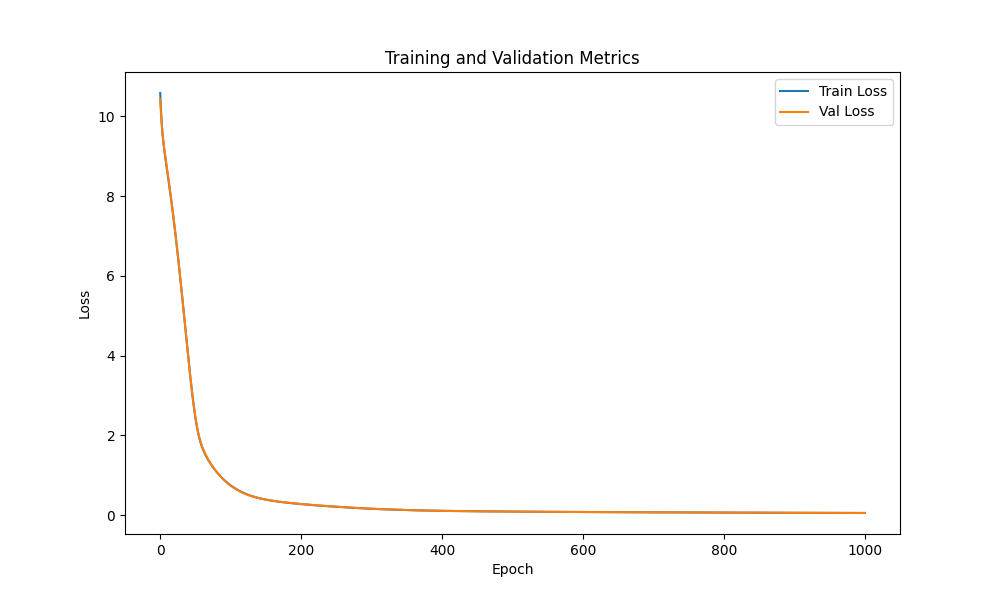 Training and Validation Metrics
Train Loss
Val Loss
10
8
6
4
2
0
Loss
0 200 400 600 800 1000
Epoch